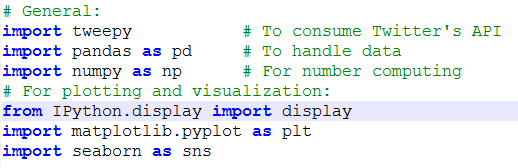 # General:
import tweepy # To consume Twitter's API
import pandas as pd # To handle data
import numpy as np # For number computing
# For plotting and visualization:
from IPython.display import display
import matplotlib.pyplot as plt
import seaborn as sns